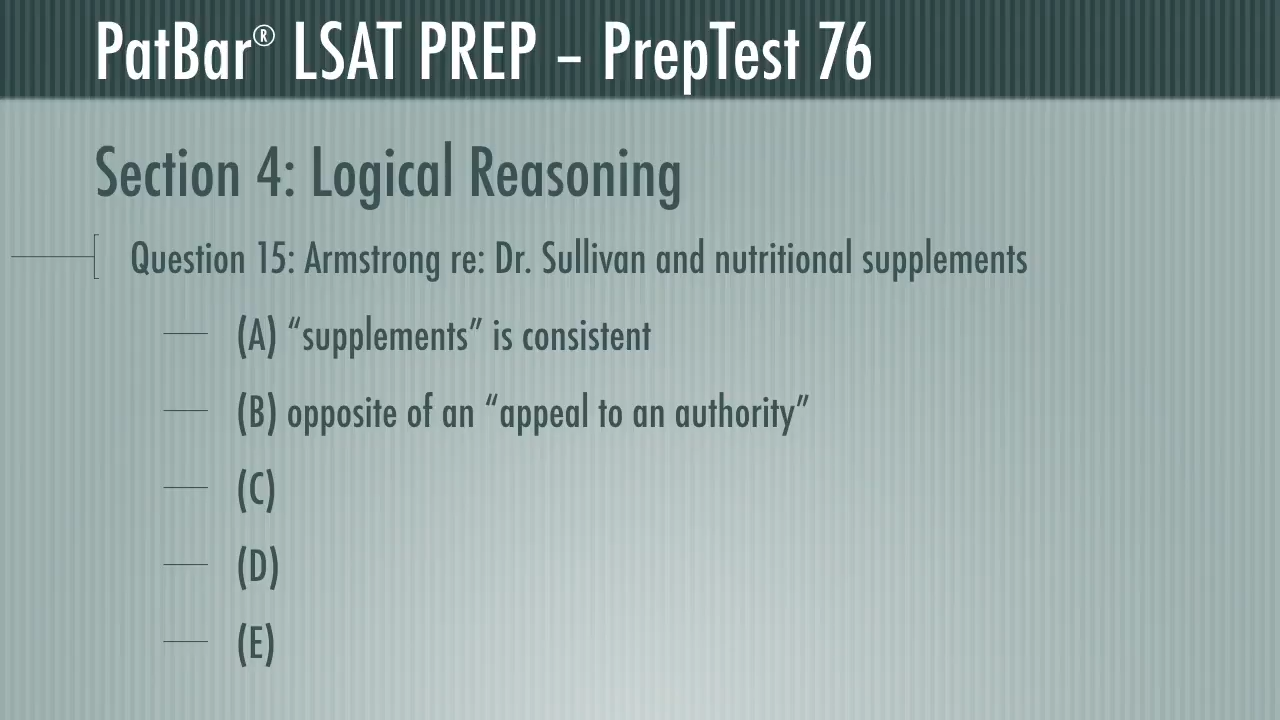 PatBar® LSAT PREP – PrepTest 76
Section 4: Logical Reasoning
Question 15: Armstrong re: Dr. Sullivan and nutritional supplements
(A) “supplements” is consistent
(B) opposite of an “appeal to an authority”
(C)
(D)
(E)